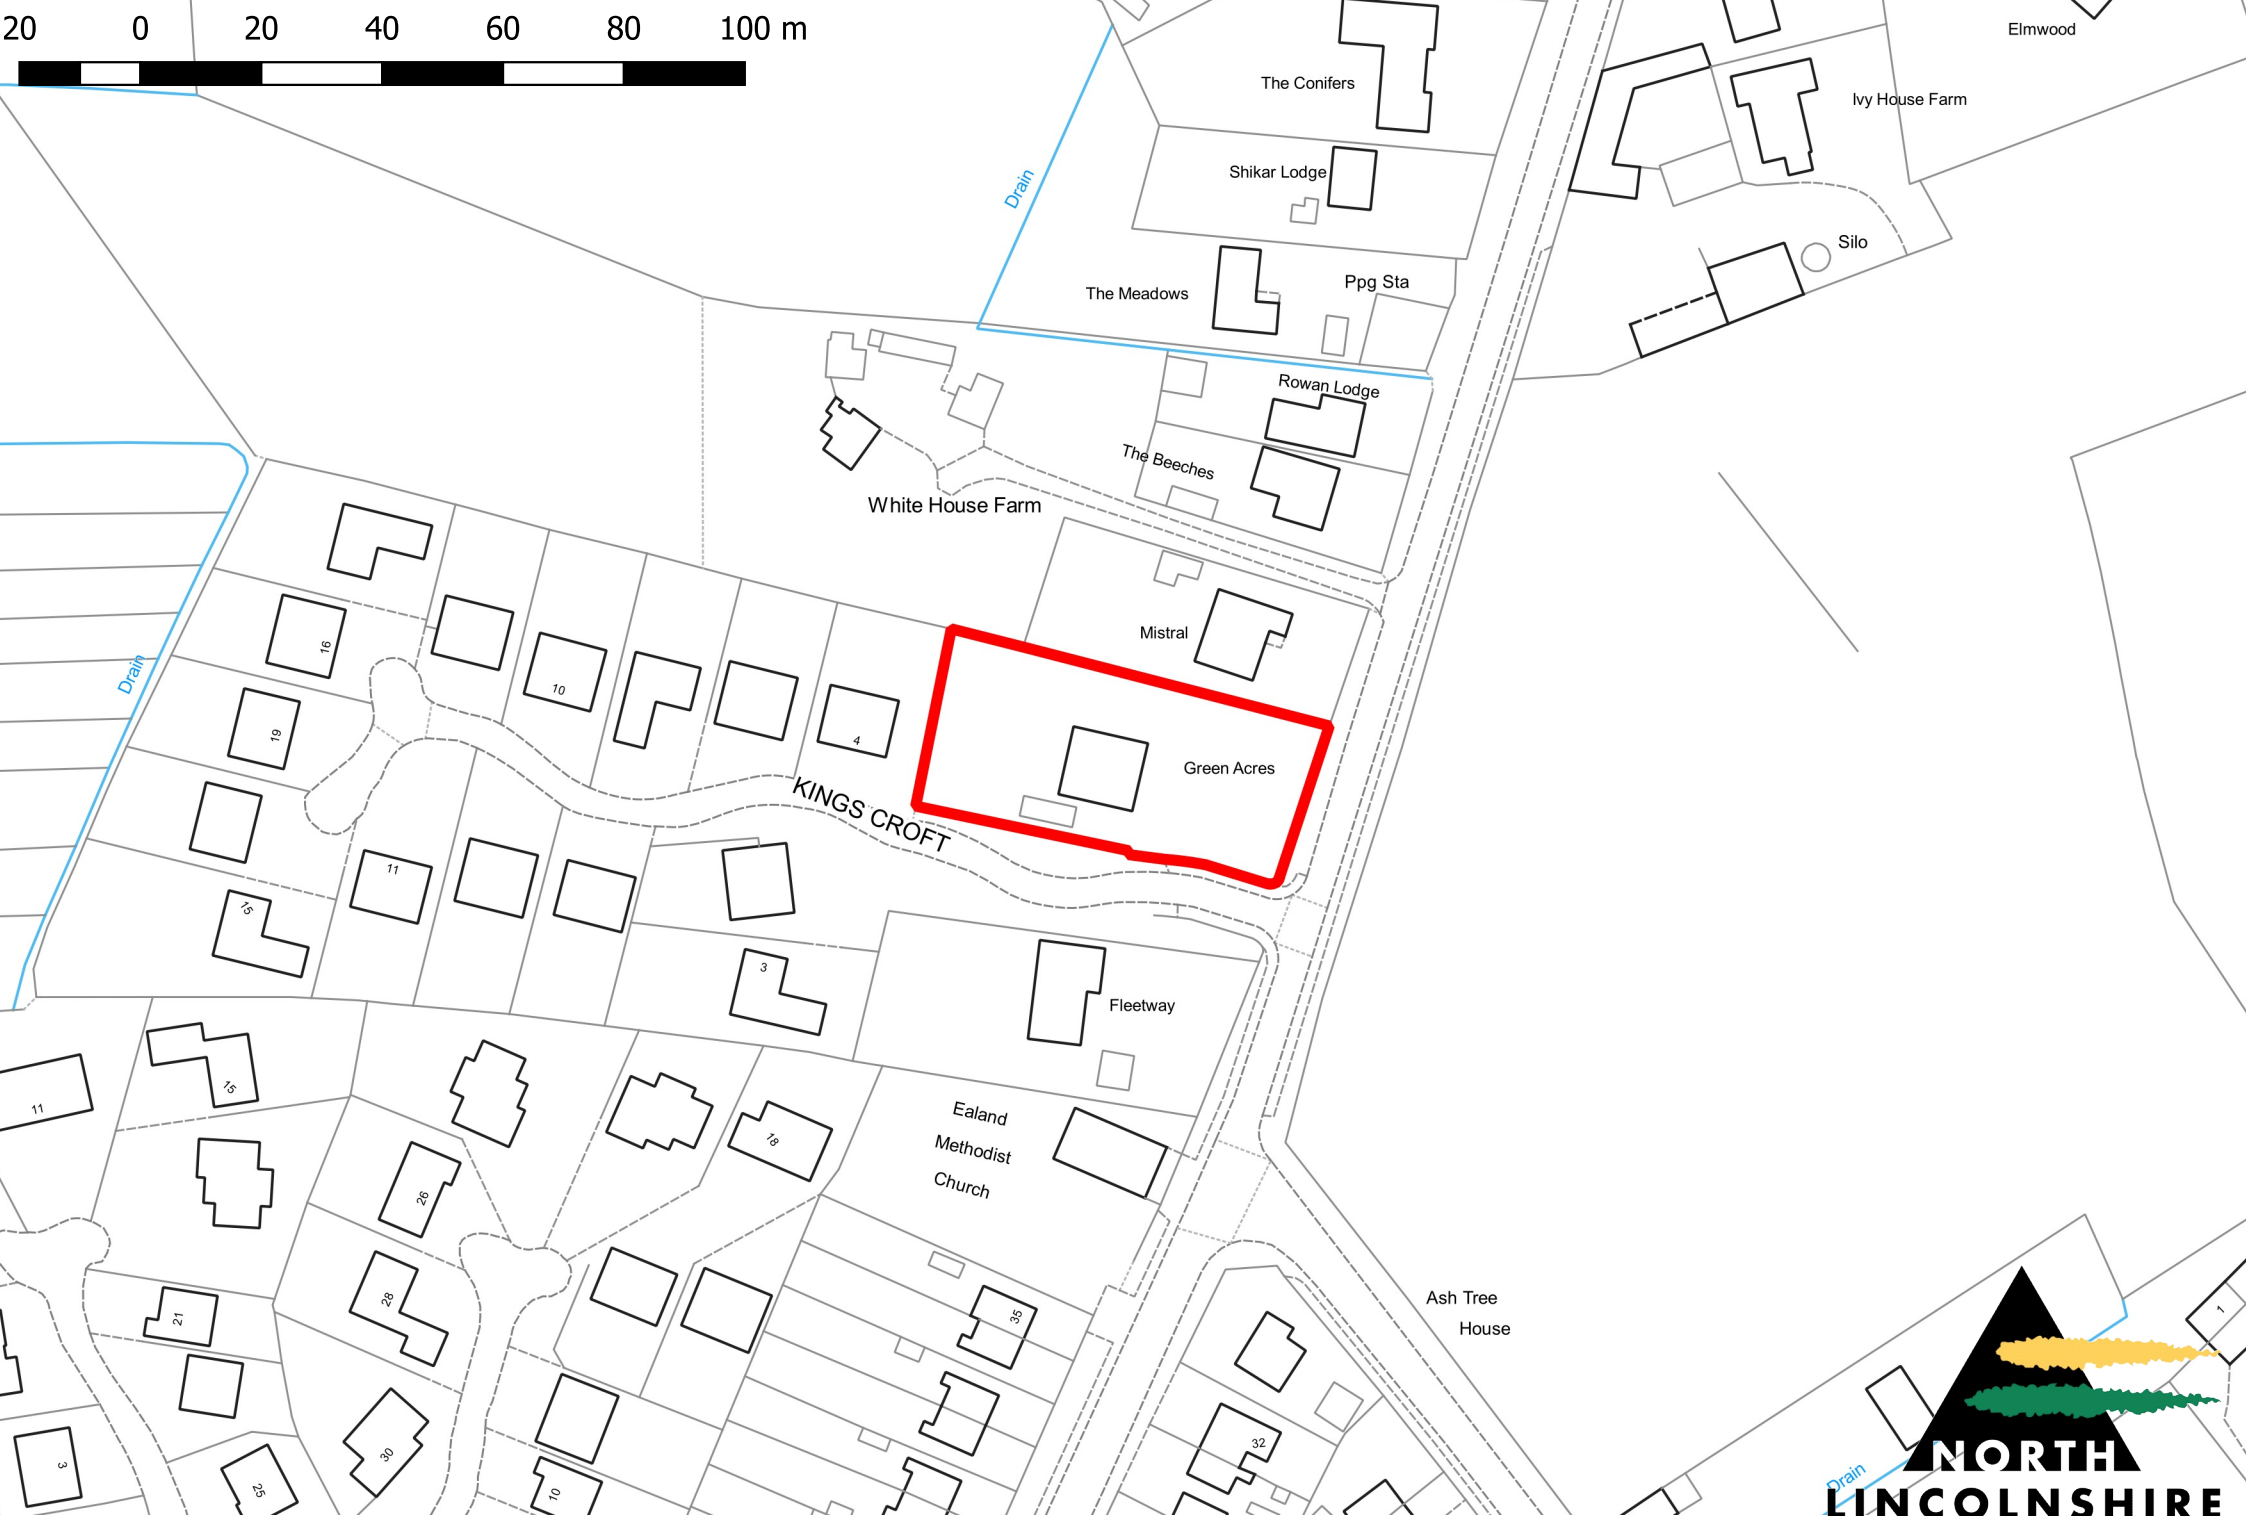 20 0 20 40 60 80 100 m
Elmwood
The Conifers
Ivy House Farm
Shikar Lodge
Drain
Silo
The Meadows
Ppg Sta
Rowan Lodge
The Beeches
White House Farm
Mistral
16
Drain
10
19
4
Green Acres
KINGS CROFT
11
15
3
Fleetway
15
11
Ealand
Methodist
Church
18
26
28
21
35
Ash Tree
House
1
32
30
3
25
10
Drain
NORTH
LINCOLNSHIRE